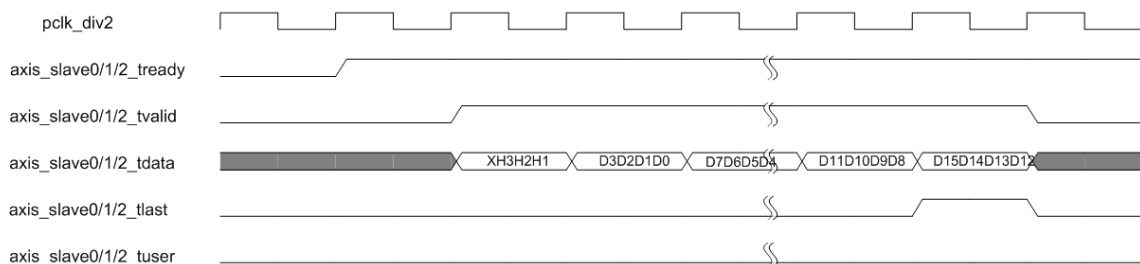 pclk_div2
axis_slave0/1/2_tready
axis_slave0/1/2_tvalid
axis_slave0/1/2_tdata XH3H2H1 D3D2D1D0 D7D6D5D4 D11D10D9D8 D15D14D13D12
axis_slave0/1/2_tlast
axis_slave0/1/2_tuser